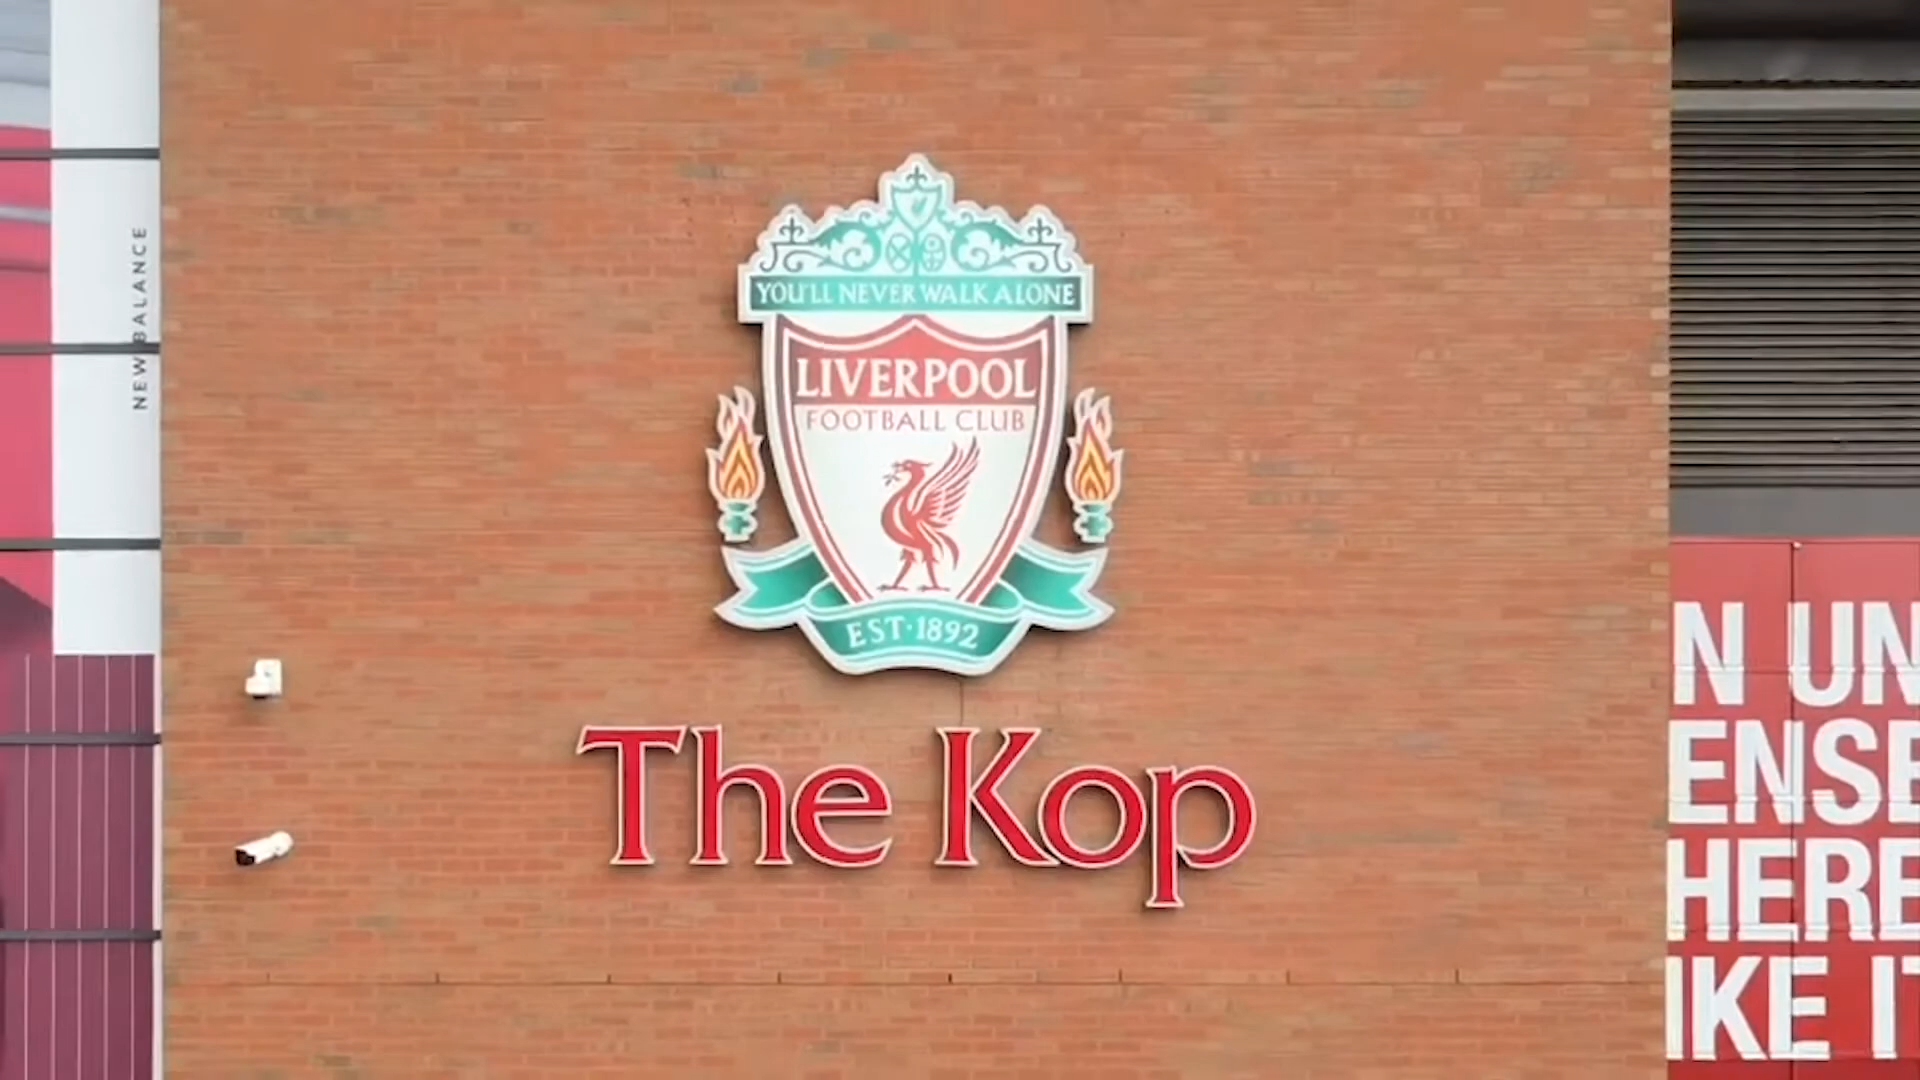 NEW BALANCE
YOU'LL NEVER WALK ALONE
LIVERPOOL
FOOTBALL CLUB
EST·1892
The Kop
N UN
ENSE
HERE
IKE IT